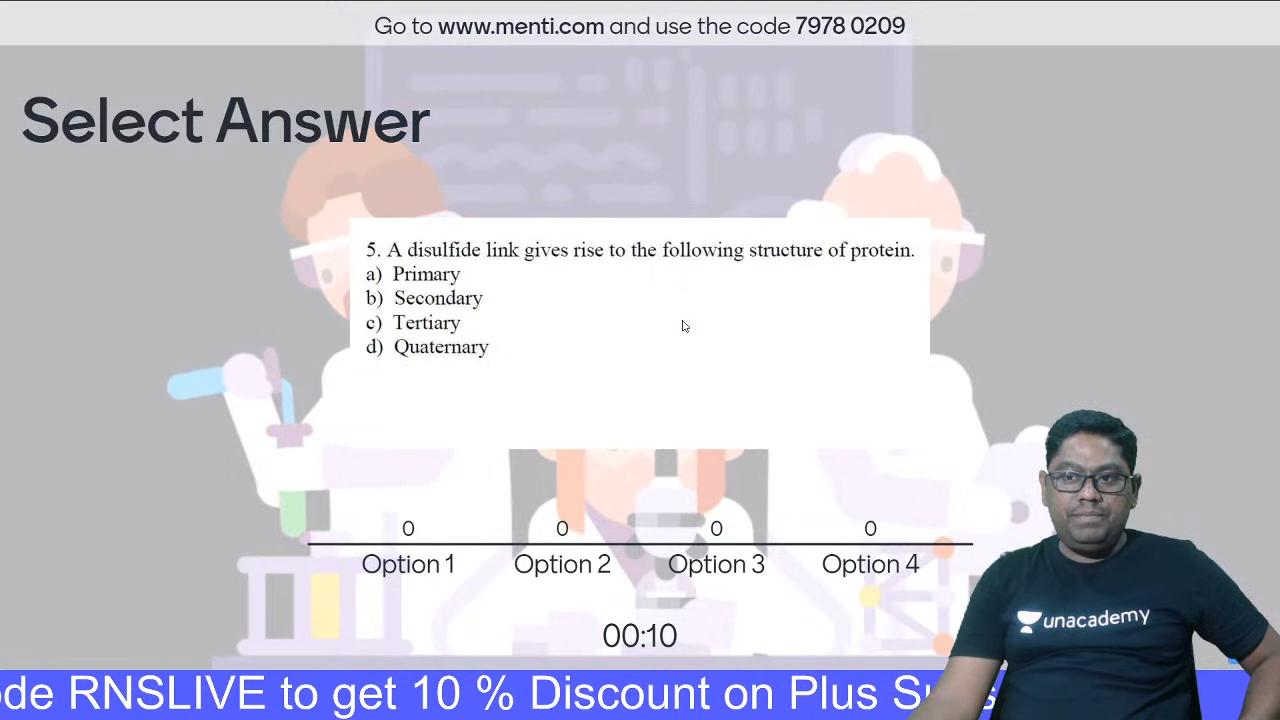 Go to www.menti.com and use the code 7978 0209
Select Answer
5. A disulfide link gives rise to the following structure of protein.
a) Primary
b) Secondary
c) Tertiary
d) Quaternary
0 0 0 0
Option 1 Option 2 Option 3 Option 4
00:10
unacademy
RNSLIVE to get 10 % Discount on Plus